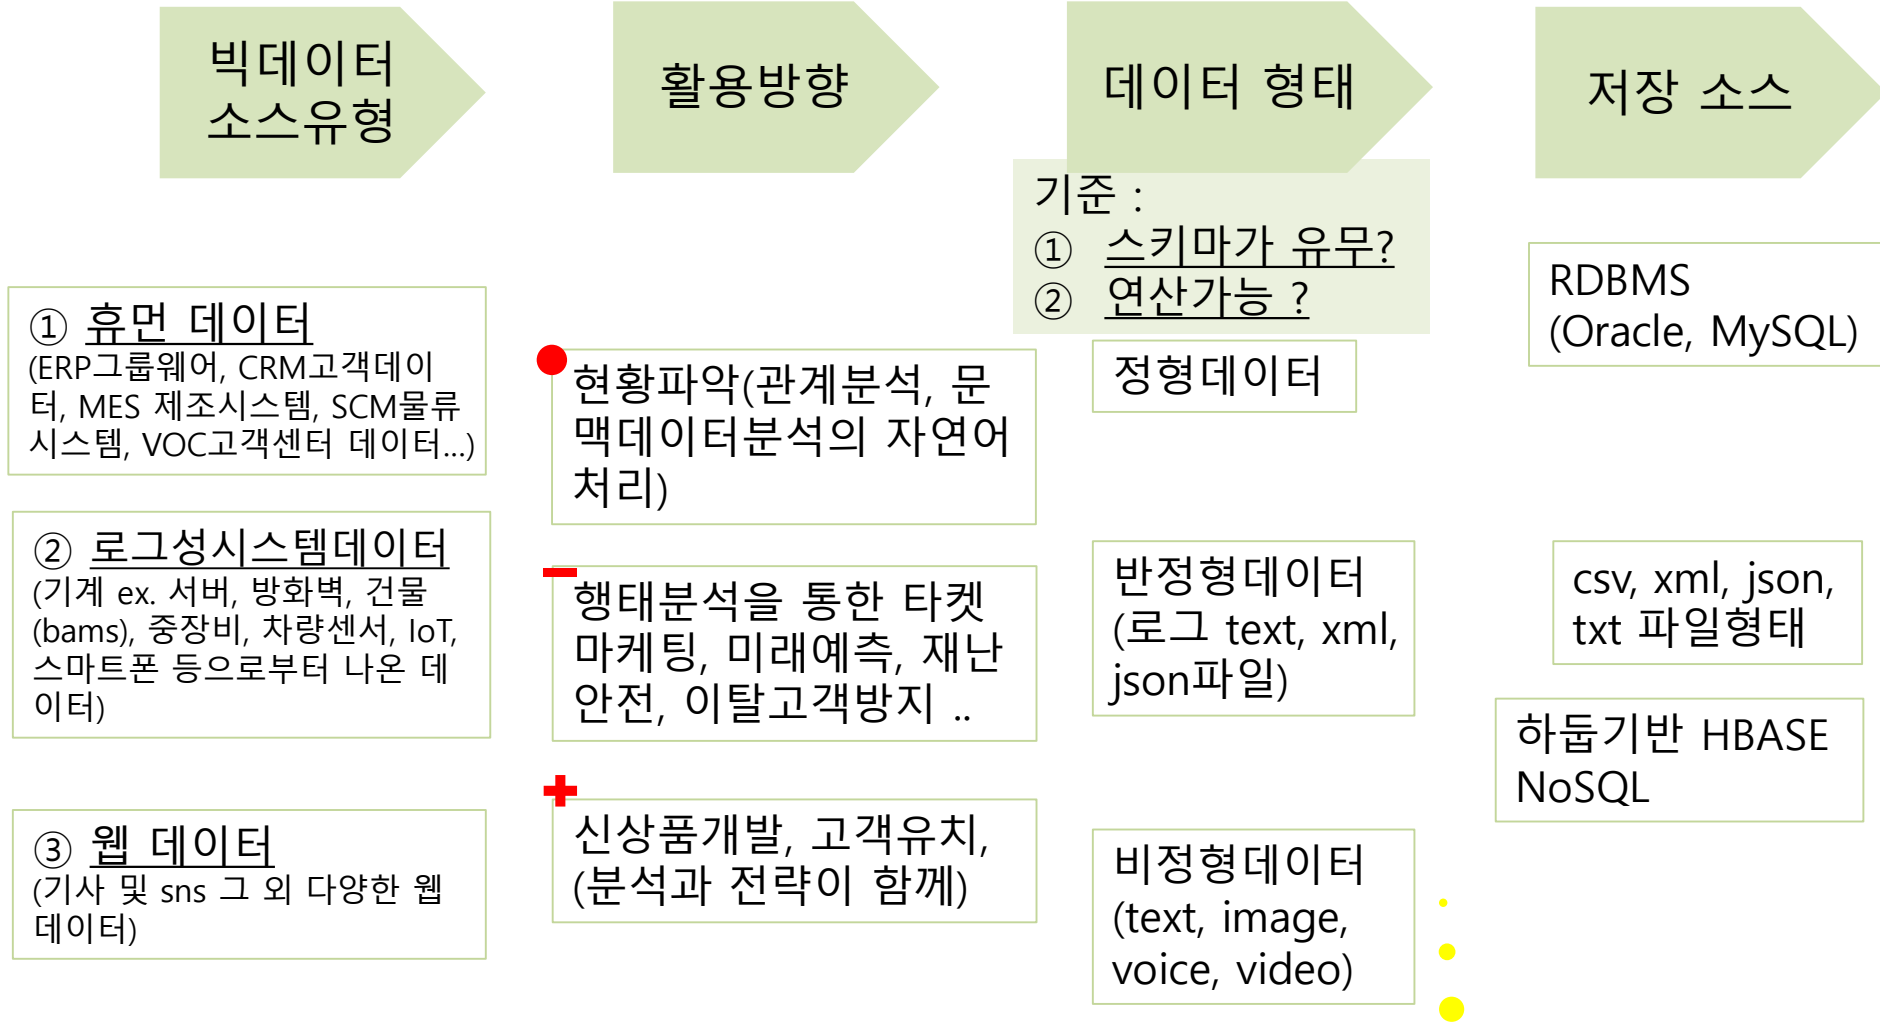 빅데이터
소스유형
활용방향
데이터 형태
저장 소스
① 휴먼 데이터
(ERP그룹웨어, CRM고객데이
터, MES 제조시스템, SCM물류
시스템, VOC고객센터 데이터...)
② 로그성시스템데이터
(기계 ex. 서버, 방화벽, 건물
(bams), 중장비, 차량센서, IoT,
스마트폰 등으로부터 나온 데
이터)
③ 웹 데이터
(기사 및 sns 그 외 다양한 웹
데이터)
현황파악(관계분석, 문
맥데이터분석의 자연어
처리)
행태분석을 통한 타켓
마케팅, 미래예측, 재난
안전, 이탈고객방지 ..
신상품개발, 고객유치,
(분석과 전략이 함께)
기준 :
① 스키마가 유무?
② 연산가능 ?
정형데이터
반정형데이터
(로그 text, xml,
json파일)
비정형데이터
(text, image,
voice, video)
RDBMS
(Oracle, MySQL)
csv, xml, json,
txt 파일형태
하둡기반 HBASE
NoSQL